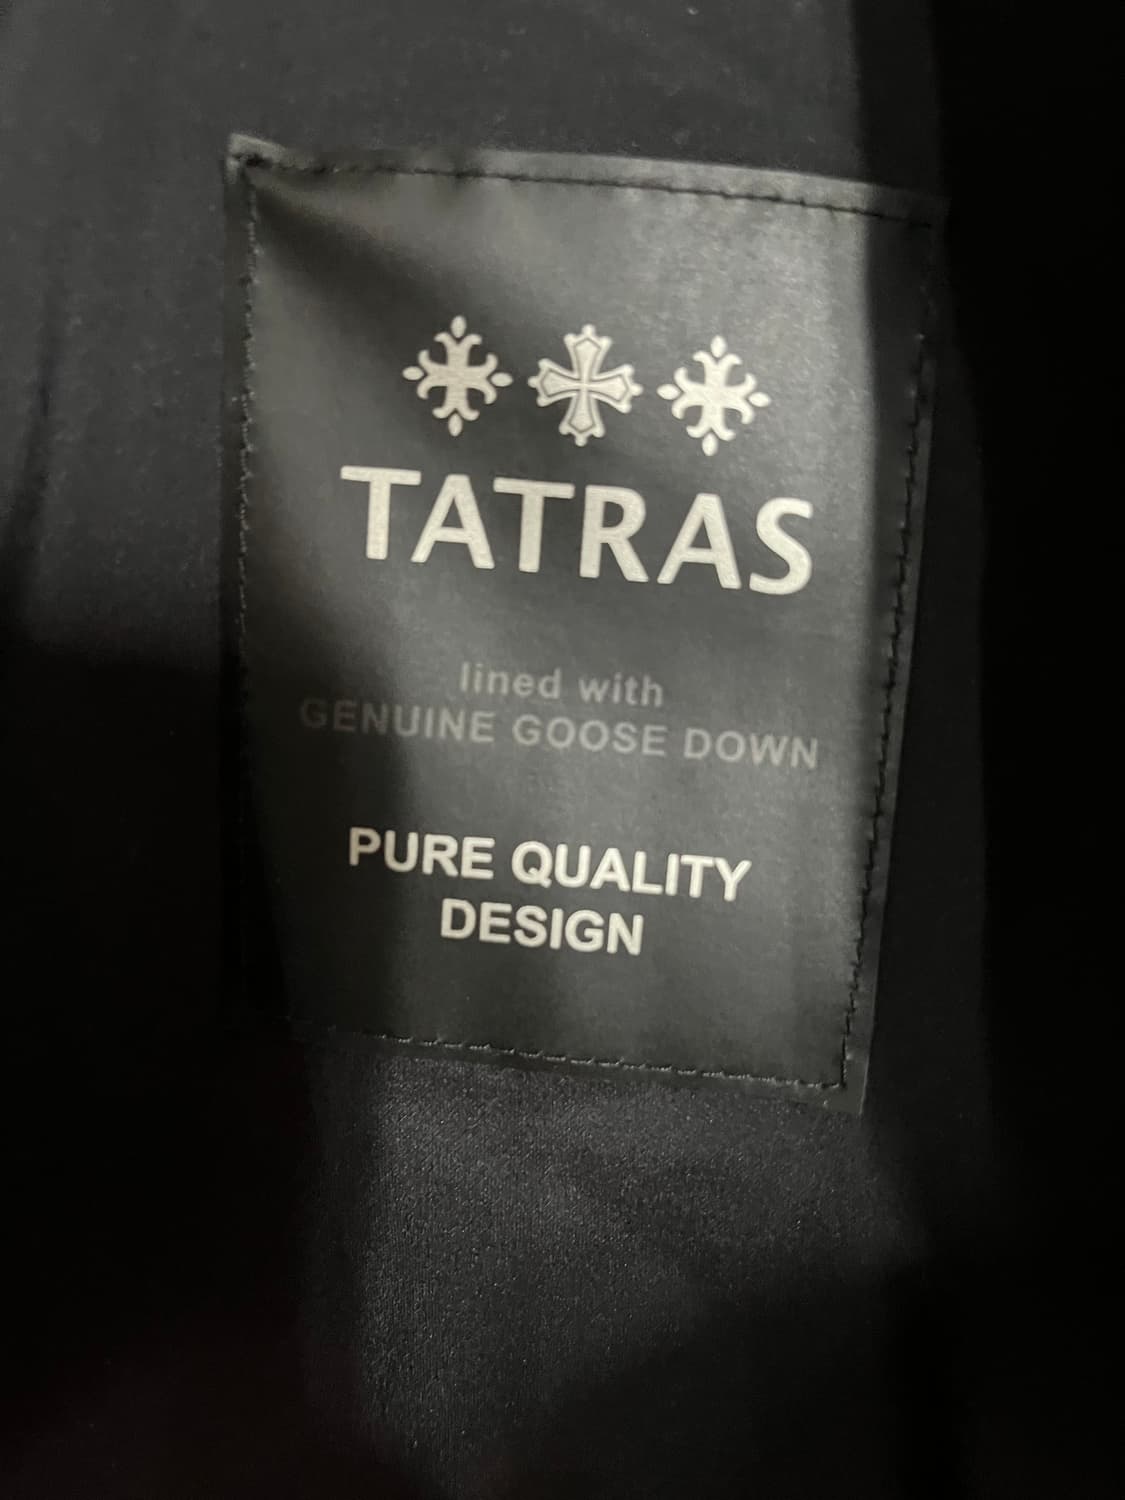 TATRAS
lined with
GENUINE GOOSE DOWN
PURE QUALITY
DESIGN